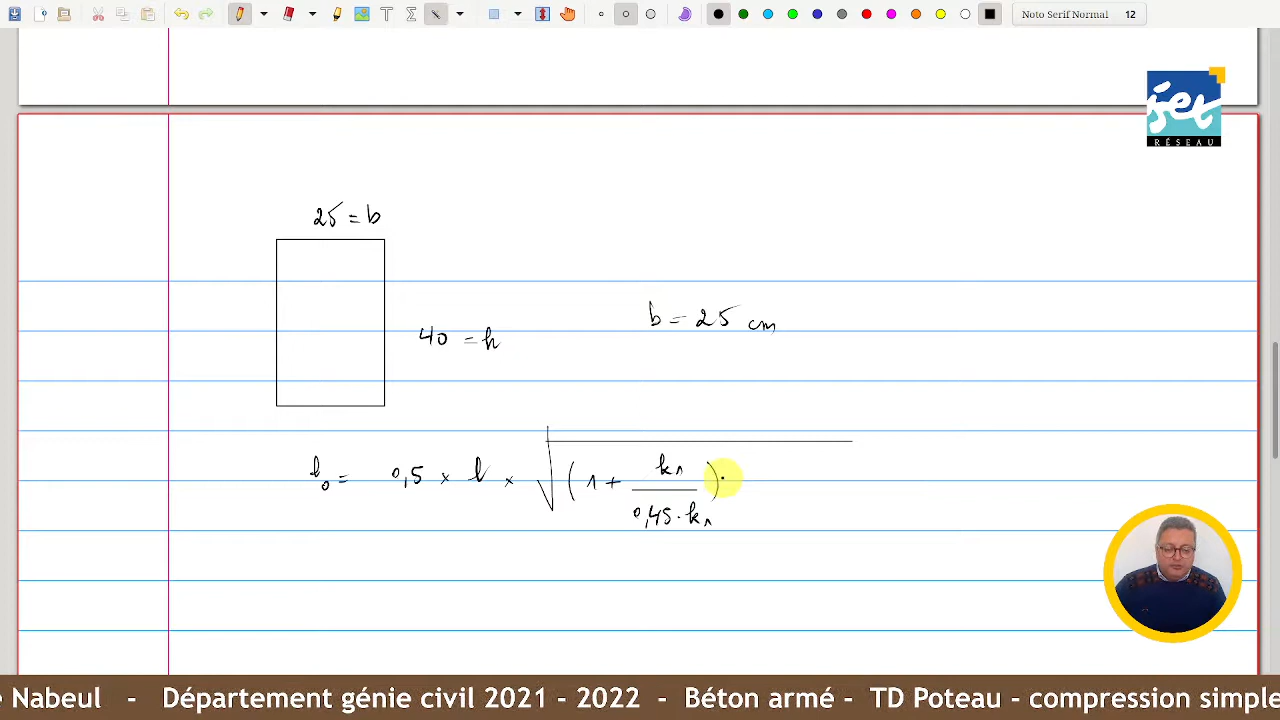 Noto Serif Normal 12
iset
RÉSEAU
25 = b
40 = h
b = 25 cm
l₀ = 0,5 × l × √(1 + k₁ / 0,45 · k₁) ·
e Nabeul - Département génie civil 2021 - 2022 - Béton armé - TD Poteau - compression simple